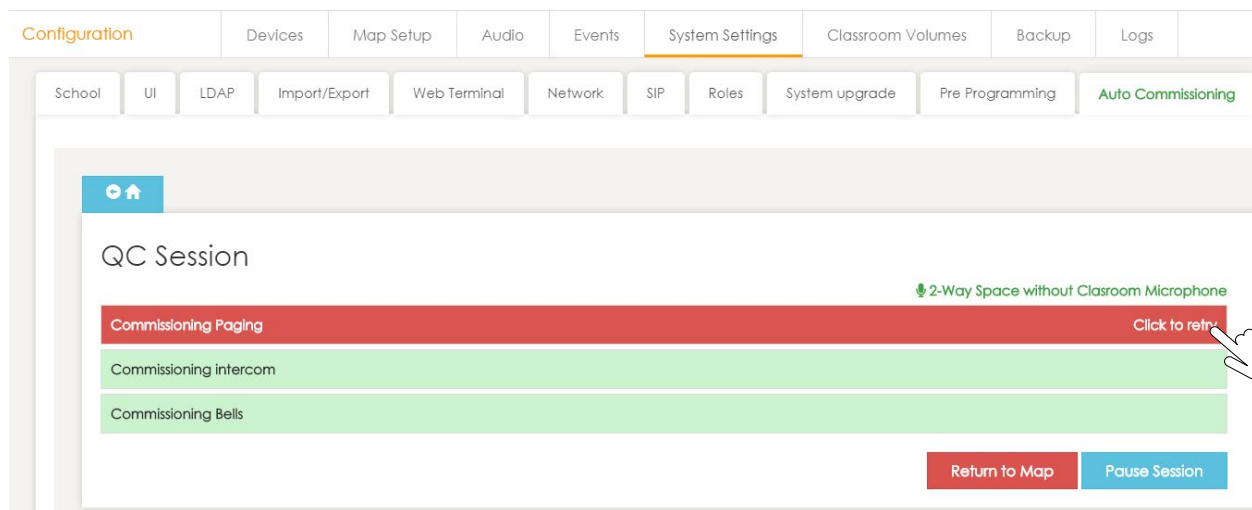 Configuration Devices Map Setup Audio Events System Settings Classroom Volumes Backup Logs
School UI LDAP Import/Export Web Terminal Network SIP Roles System upgrade Pre Programming Auto Commissioning
QC Session
2-Way Space without Clasroom Microphone
Commissioning Paging Click to retry
Commissioning intercom
Commissioning Bells
Return to Map Pause Session